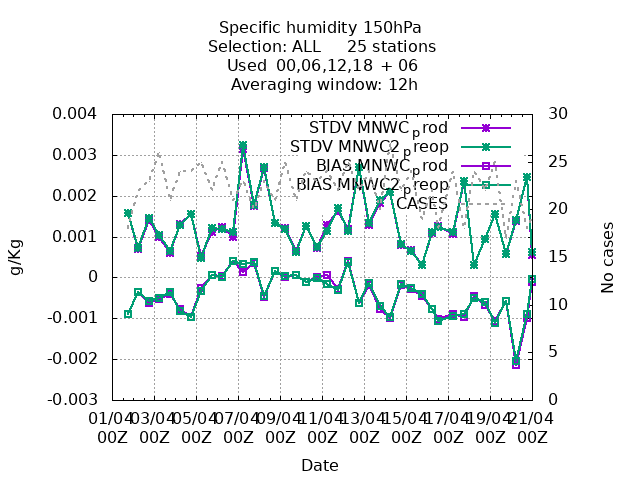 Specific humidity 150hPa
Selection: ALL 25 stations
Used 00,06,12,18 + 06
Averaging window: 12h
0.004
0.003
0.002
0.001
0
-0.001
-0.002
-0.003
g/Kg
STDV MNWC_prod
STDV MNWC2_preop
BIAS MNWC_prod
BIAS MNWC2_preop
CASES
30
25
20
15
10
5
0
No cases
01/04 03/04 05/04 07/04 09/04 11/04 13/04 15/04 17/04 19/04 21/04
00Z 00Z 00Z 00Z 00Z 00Z 00Z 00Z 00Z 00Z 00Z
Date